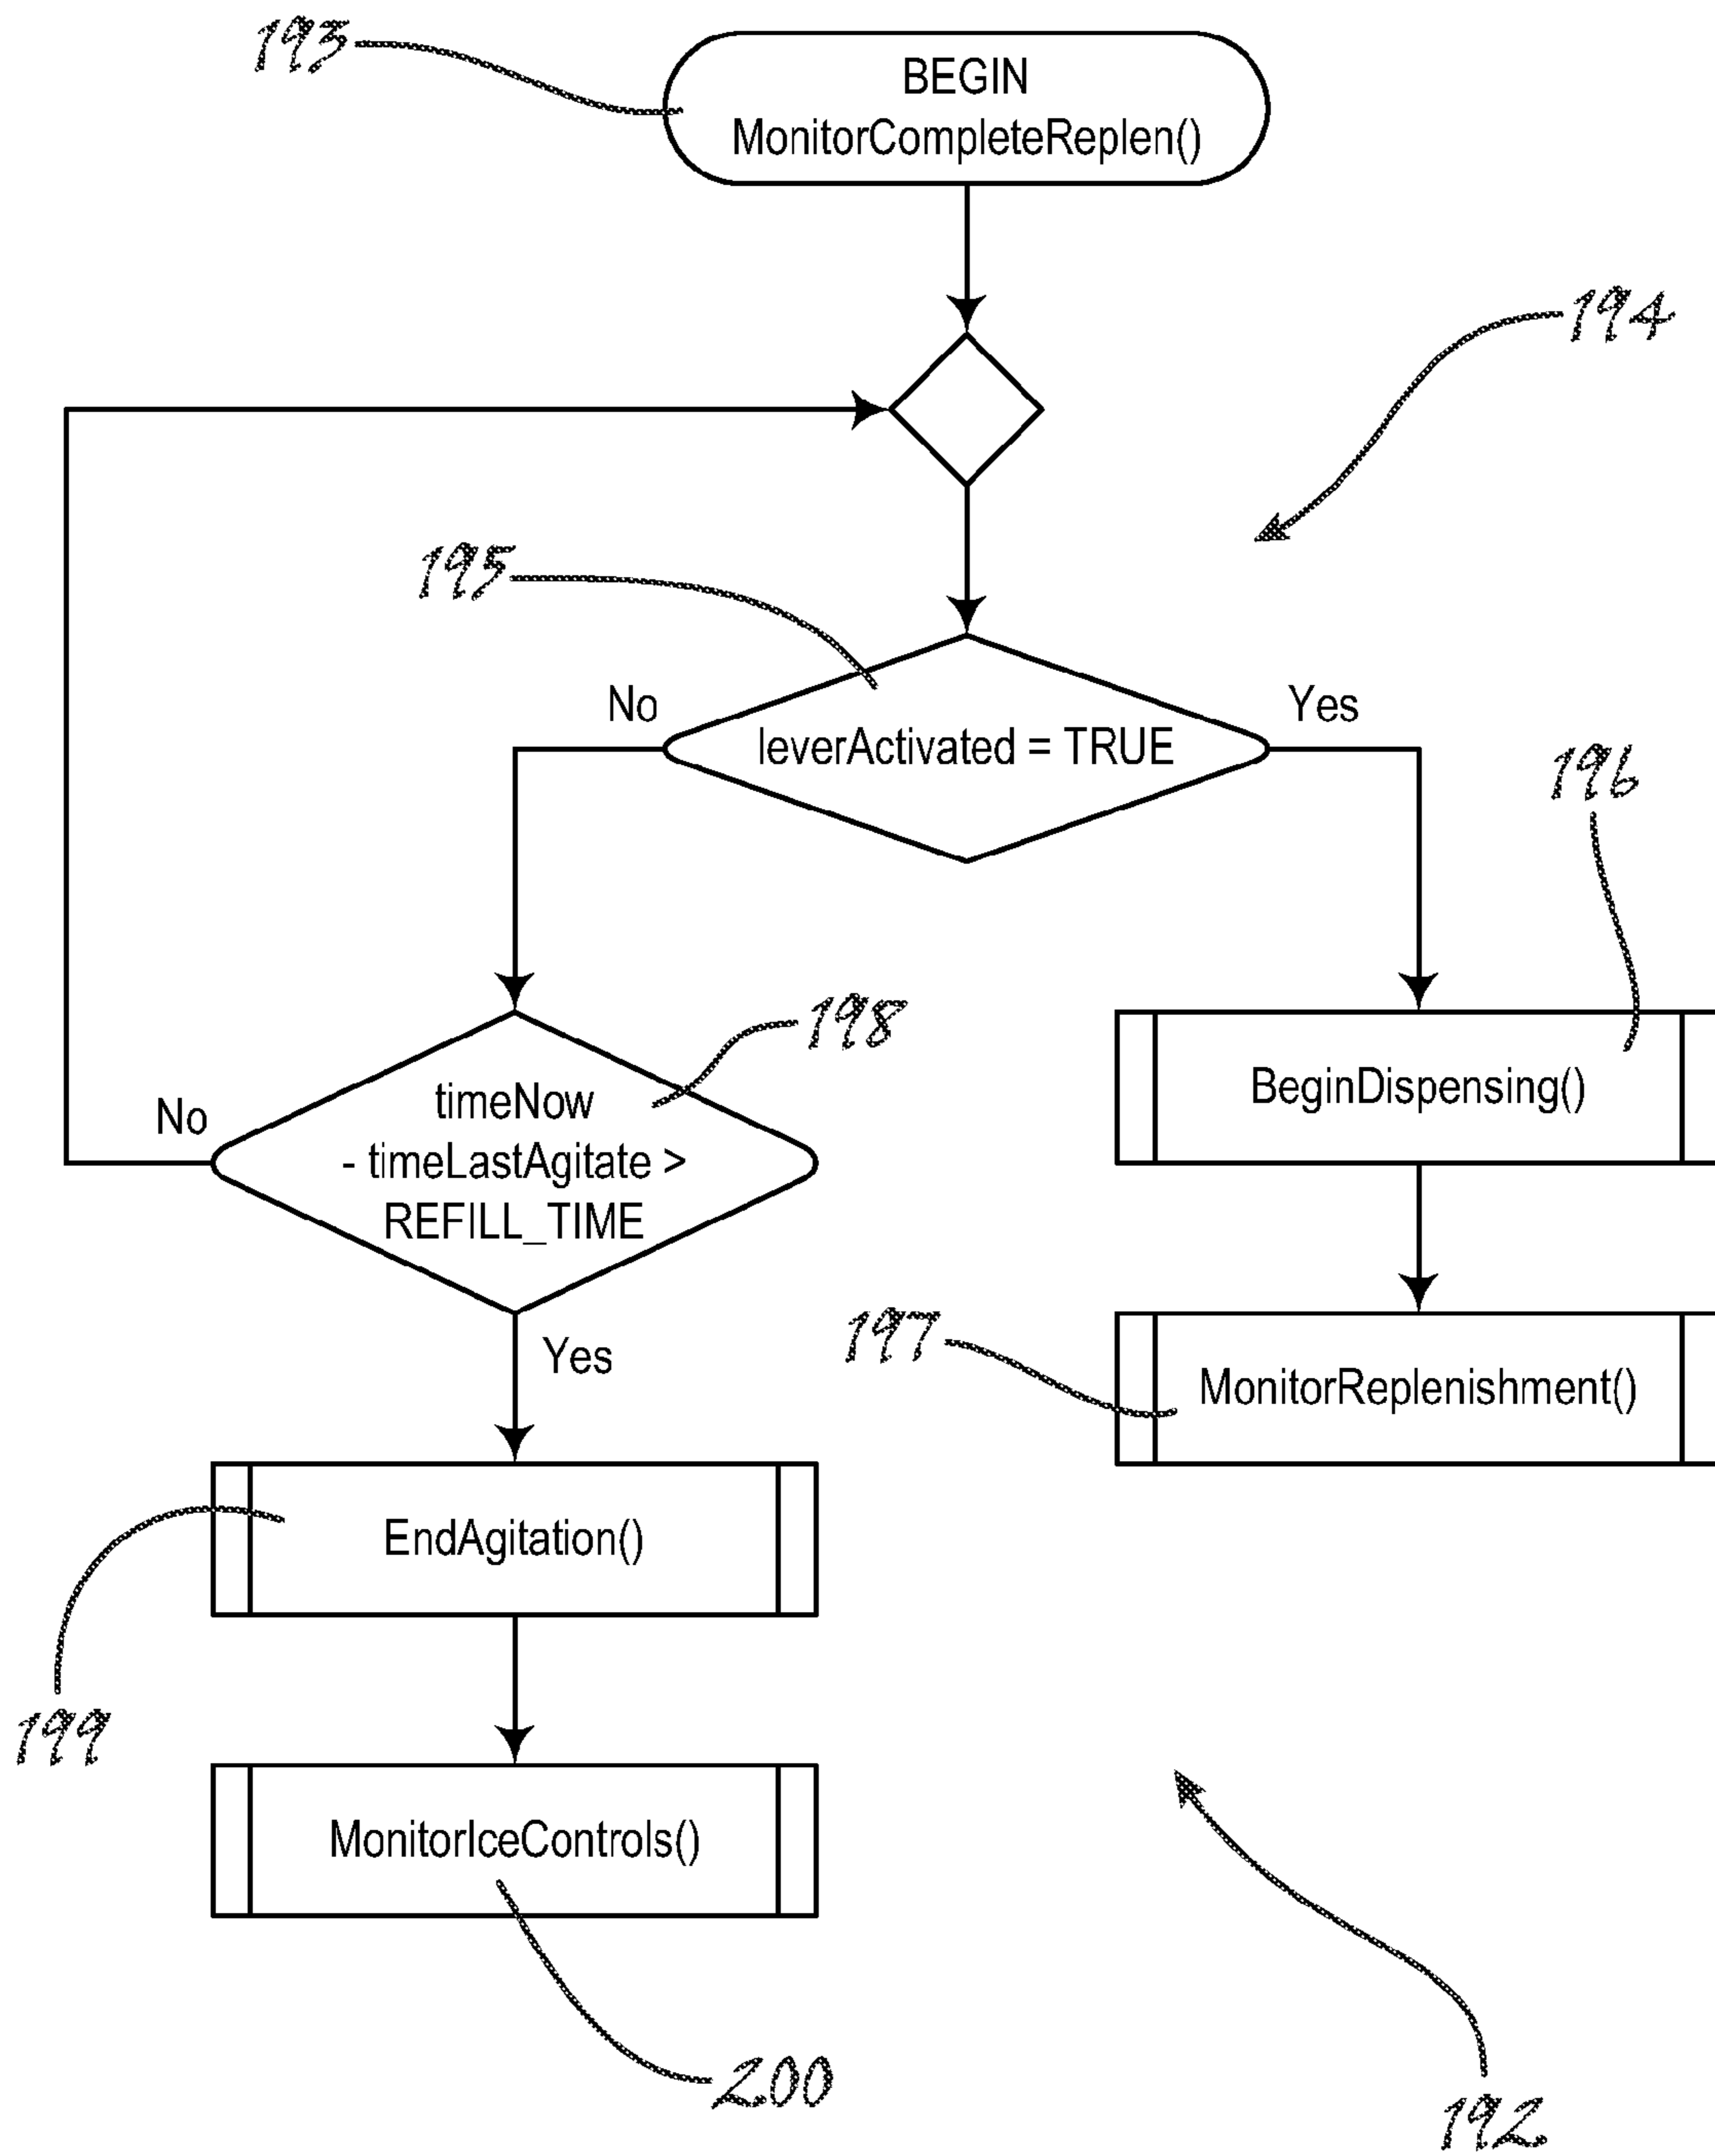 193
BEGIN
MonitorCompleteReplen()
194
195
No
leverActivated = TRUE
Yes
196
198
timeNow
- timeLastAgitate >
REFILL_TIME
No
BeginDispensing()
Yes
197
MonitorReplenishment()
EndAgitation()
199
MonitorIceControls()
200
192